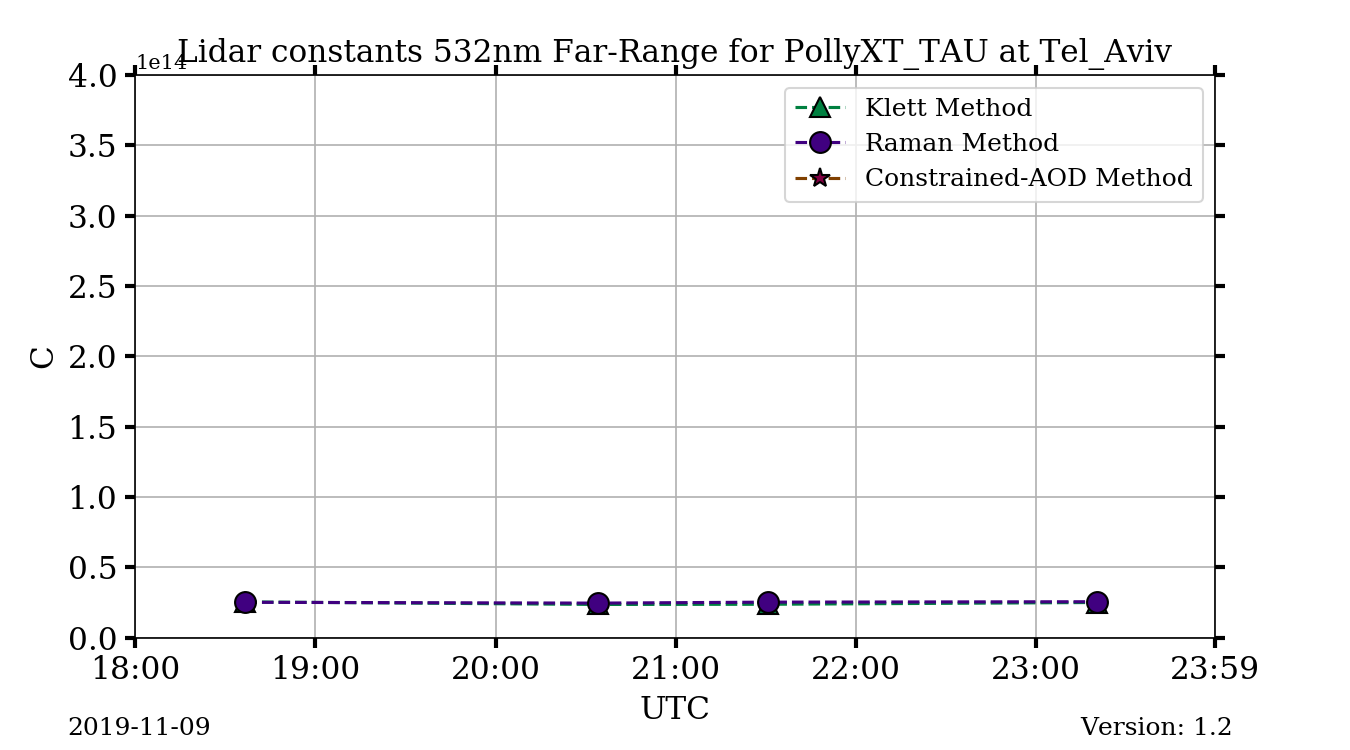 Lidar constants 532nm Far-Range for PollyXT_TAU at Tel_Aviv
1e14
4.0
3.5
3.0
2.5
2.0
1.5
1.0
0.5
0.0
C
Klett Method
Raman Method
Constrained-AOD Method
18:00 19:00 20:00 21:00 22:00 23:00 23:59
UTC
2019-11-09 Version: 1.2